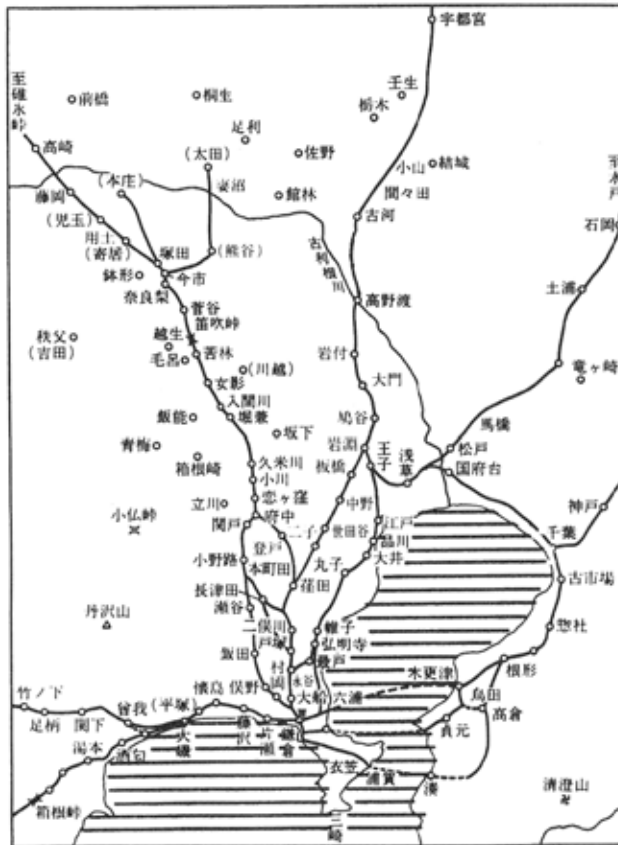 宇都宮
至碓氷峠
前橋
桐生
壬生
栃木
足利
高崎
(太田)
佐野
小山
結城
間々田
至水戸
(本庄)
妻沼
館林
藤岡
古河
石岡
(児玉)
用土
(寄居)
塚田
(熊谷)
古利根川
鉢形
今市
奈良梨
高野渡
土浦
菅谷
笛吹峠
秩父
(吉田)
越生
毛呂
苦林
岩付
(川越)
大門
竜ヶ崎
女影
入間川
飯能
堀兼
鳩谷
坂下
馬橋
青梅
箱根崎
岩淵
王子
浅草
松戸
国府台
久米川
板橋
小川
立川
恋ヶ窪
中野
神戸
小仏峠
関戸
府中
二子
世田谷
江戸
品川
千葉
登戸
小野路
本町田
丸子
大井
古市場
長津田
荏田
瀬谷
丹沢山
二俣川
帷子
弘明寺
惣社
戸塚
飯田
最戸
村岡
永谷
根形
木更津
竹ノ下
曽我
(平塚)
懐島
俣野
大船
六浦
烏田
高倉
足柄
関下
貞元
湯本
酒匂
大磯
藤沢
片瀬
鎌倉
衣笠
浦賀
湊
清澄山
箱根峠
三崎